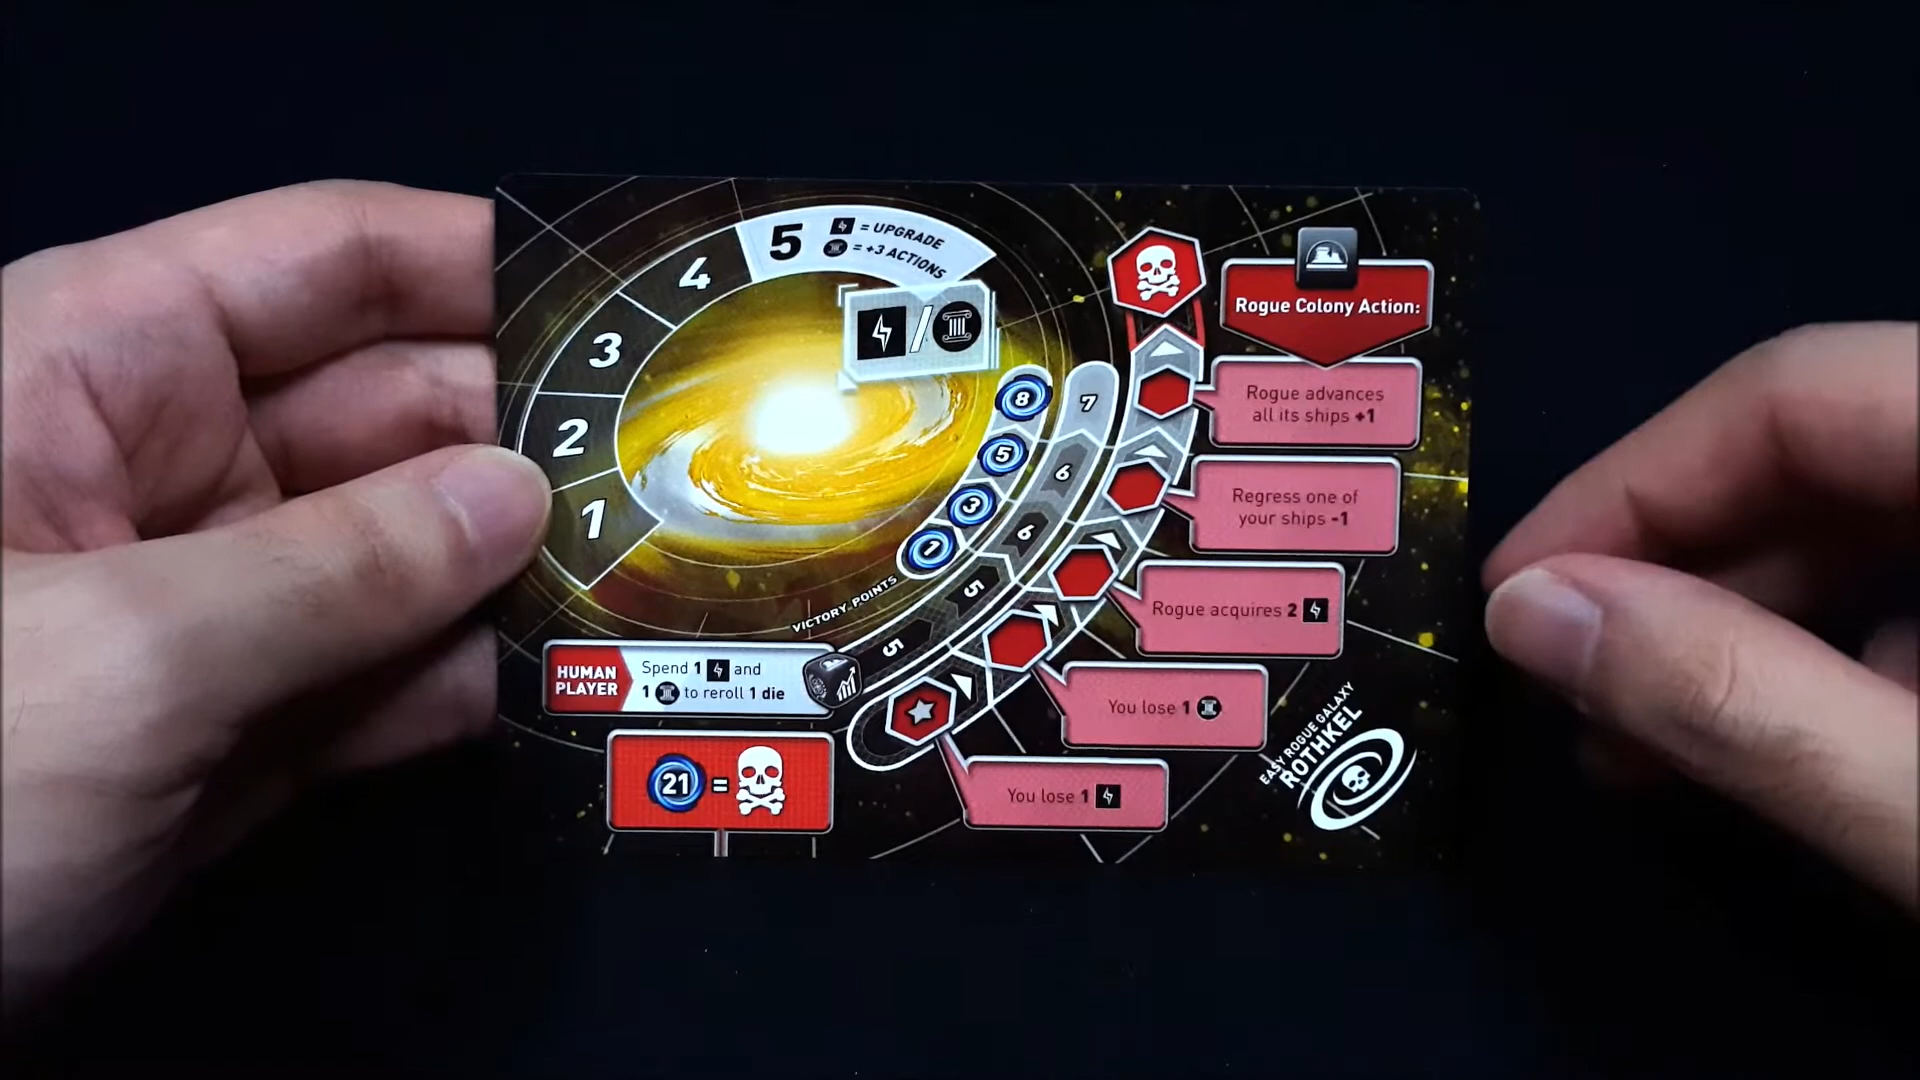 5
= UPGRADE
= +3 ACTIONS
4
3
2
1
/
8
5
3
1
VICTORY POINTS
7
6
6
5
5
Rogue Colony Action:
Rogue advances
all its ships +1
Regress one of
your ships -1
Rogue acquires 2
You lose 1
You lose 1
HUMAN
PLAYER
Spend 1 and
1 to reroll 1 die
21 =
EASY ROGUE GALAXY
ROTHKEL